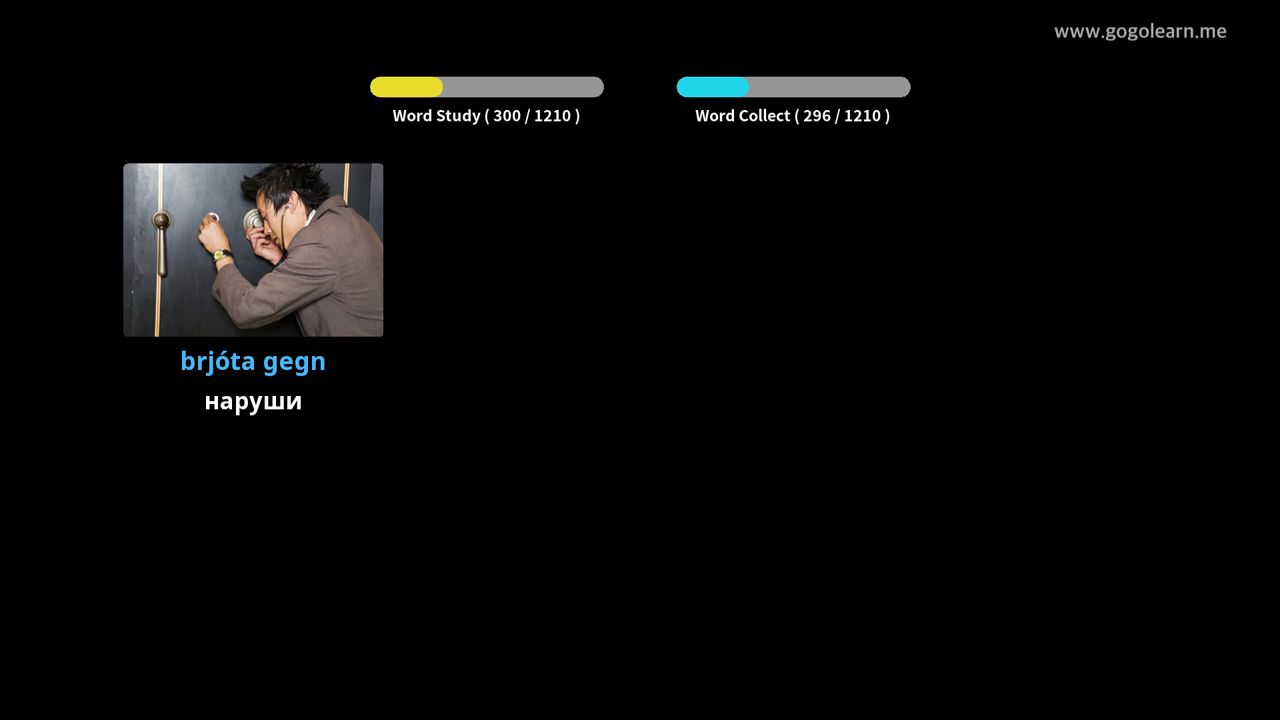 www.gogolearn.me
Word Study ( 300 / 1210 )
Word Collect ( 296 / 1210 )
brjóta gegn
наруши